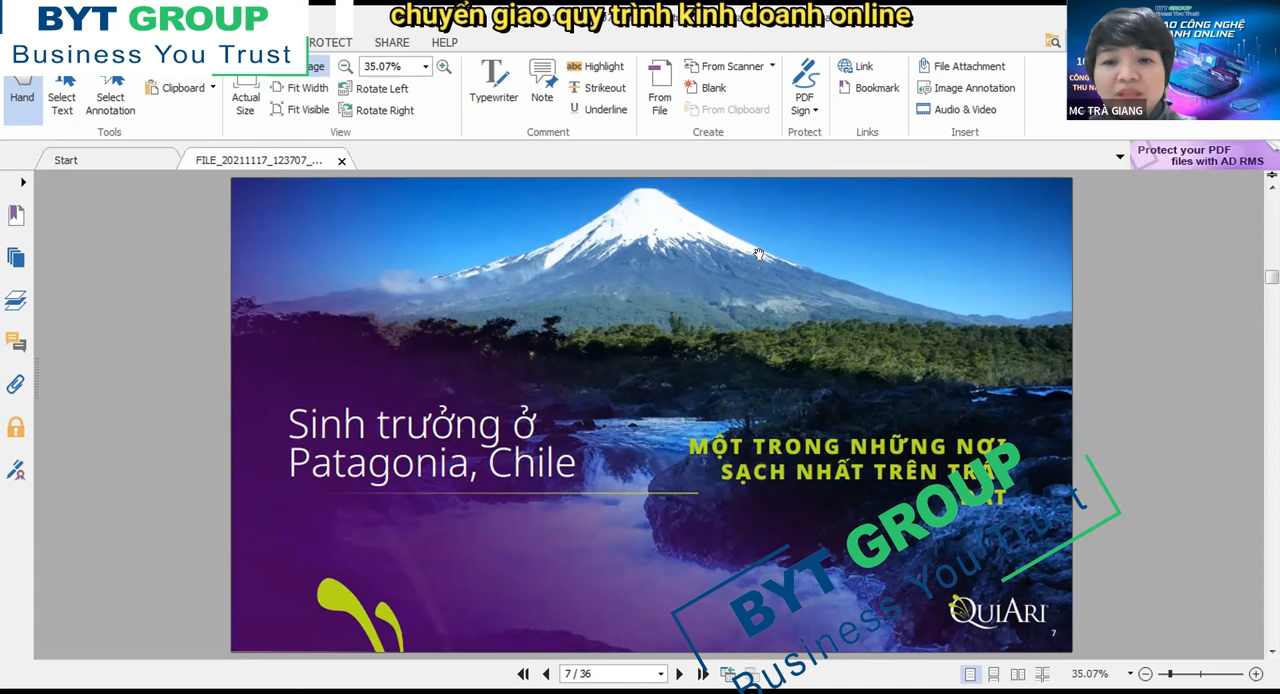 BYT GROUP
Business You Trust
chuyển giao quy trình kinh doanh online
SHARE
HELP
35.07%
Hand
Select Text
Select Annotation
Clipboard
Tools
Actual Size
Fit Width
Fit Visible
Rotate Left
Rotate Right
View
Typewriter
Note
Highlight
Strikeout
Underline
Comment
From File
From Scanner
Blank
From Clipboard
Create
PDF Sign
Protect
Link
Bookmark
Links
File Attachment
Image Annotation
Audio & Video
Insert
MC TRÀ GIANG
Start
FILE_20211117_123707_...
Protect your PDF
files with AD RMS
Sinh trưởng ở
Patagonia, Chile
MỘT TRONG NHỮNG NƠI
SẠCH NHẤT TRÊN
BYT GROUP
Business You Trust
QUIARI
7
7 / 36
35.07%